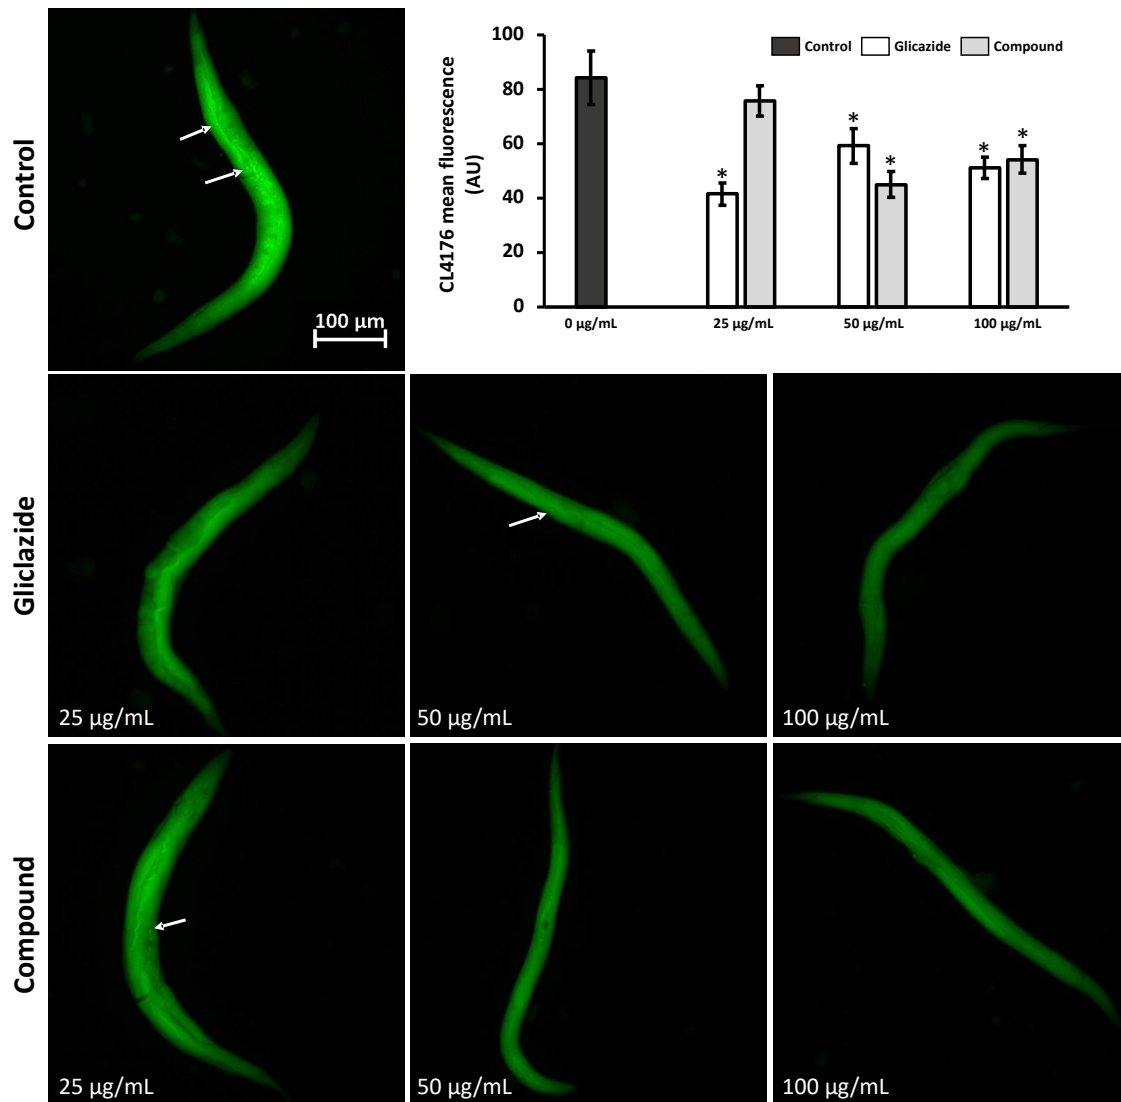 Control
100 µm
CL4176 mean fluorescence
(AU)
100
80
60
40
20
0
Control
Glicazide
Compound
*
*
*
*
*
0 µg/mL
25 µg/mL
50 µg/mL
100 µg/mL
Gliclazide
25 µg/mL
50 µg/mL
100 µg/mL
Compound
25 µg/mL
50 µg/mL
100 µg/mL